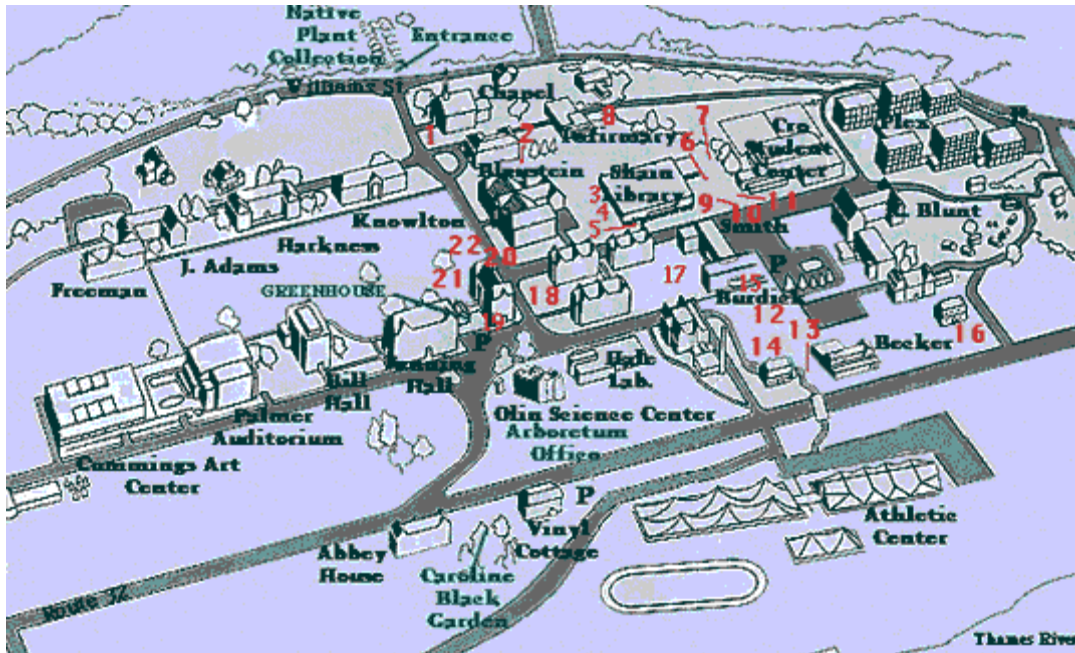 Native
Plant
Collection
Entrance
Williams St.
Chapel
Infirmary
Cro
Student
Center
Plex
Blaustein
Shain
Library
Knowlton
Harkness
J. Adams
Freeman
Smith
Blunt
P
Burdick
Becker
GREENHOUSE
P
Hall
Bill
Hall
Palmer
Auditorium
Cummings Art
Center
Hale
Lab.
Olin Science Center
Arboretum
Office
P
Vinyl
Cottage
Abbey
House
Caroline
Black
Garden
Athletic
Center
Route 32
Thames River
1
2
3
4
5
6
7
8
9
10
11
12
13
14
15
16
17
18
19
20
21
22